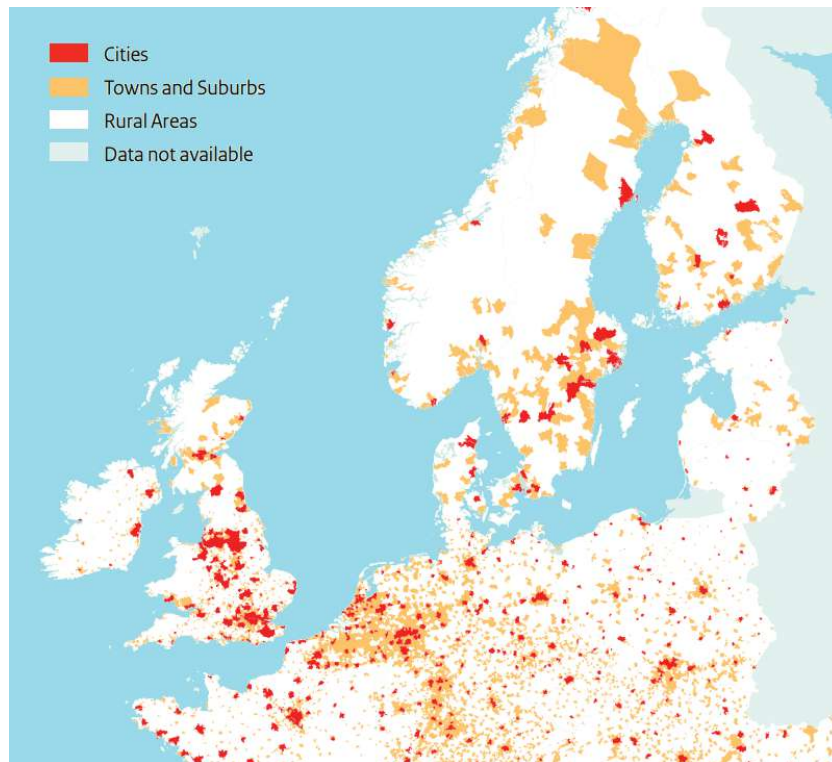 Cities
Towns and Suburbs
Rural Areas
Data not available